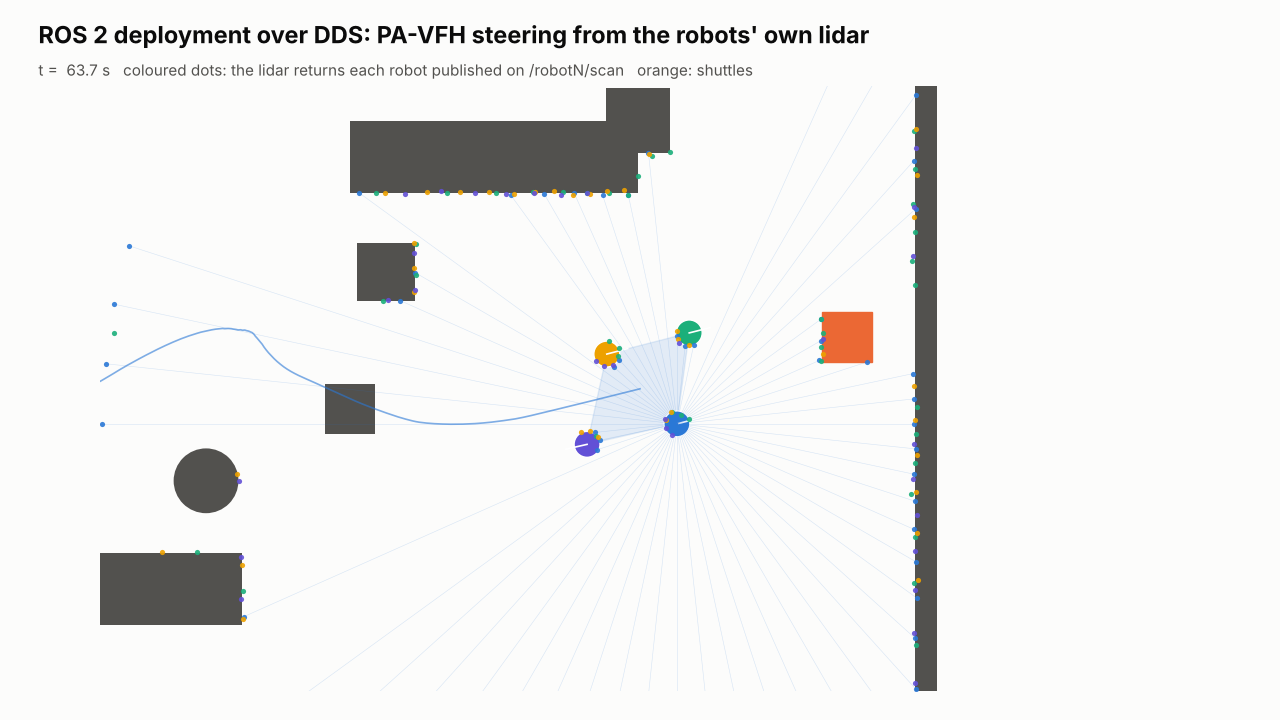 ROS 2 deployment over DDS: PA-VFH steering from the robots' own lidar
t =  63.7 s   coloured dots: the lidar returns each robot published on /robotN/scan   orange: shuttles